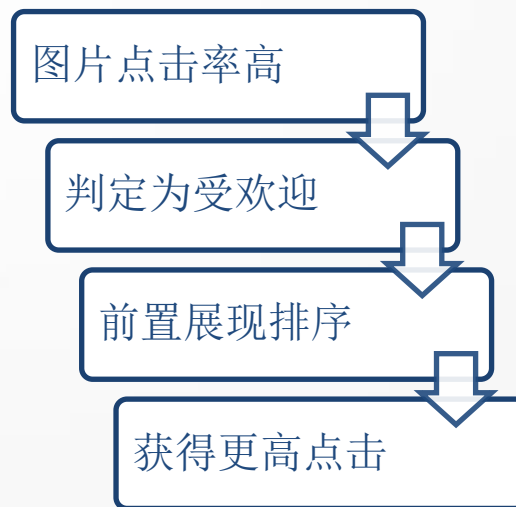 图片点击率高
判定为受欢迎
前置展现排序
获得更高点击